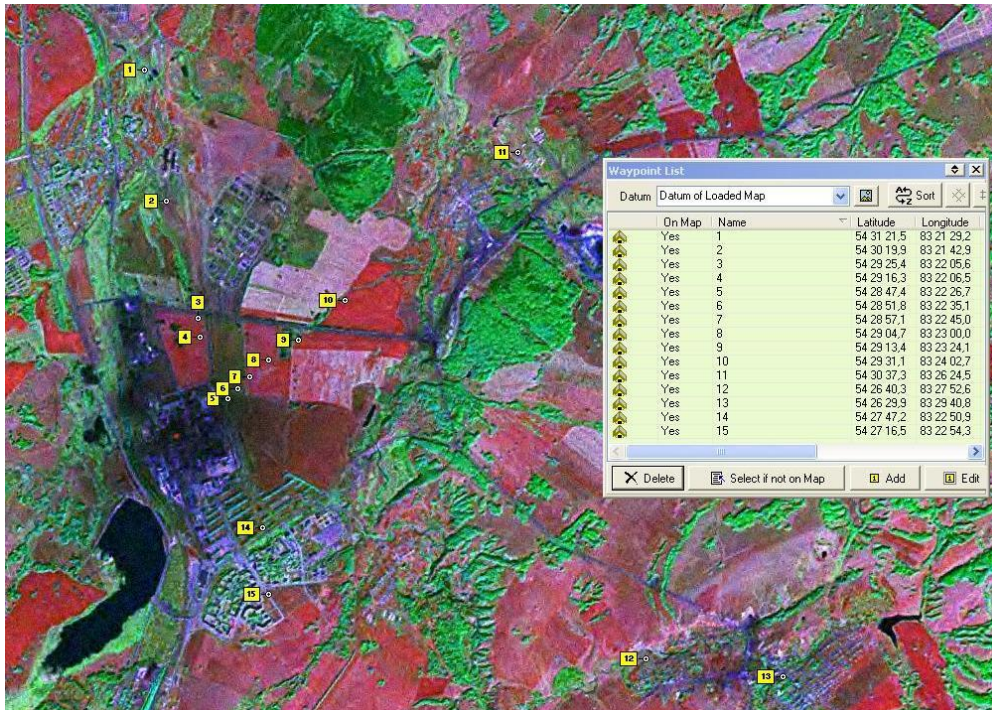 1
11
Waypoint List
Datum Datum of Loaded Map Sort
On Map Name Latitude Longitude
Yes 1 54 31 21,5 83 21 29,2
Yes 2 54 30 19,9 83 21 42,9
Yes 3 54 29 25,4 83 22 05,6
Yes 4 54 29 16,3 83 22 06,5
Yes 5 54 28 47,4 83 22 26,7
Yes 6 54 28 51,8 83 22 35,1
Yes 7 54 28 57,1 83 22 45,0
Yes 8 54 29 04,7 83 23 00,0
Yes 9 54 29 13,4 83 23 24,1
Yes 10 54 29 31,1 83 24 02,7
Yes 11 54 30 37,3 83 26 24,5
Yes 12 54 26 40,3 83 27 52,6
Yes 13 54 26 29,9 83 29 40,8
Yes 14 54 27 47,2 83 22 50,9
Yes 15 54 27 16,5 83 22 54,3
Delete Select if not on Map Add Edit
2
3
10
4
9
8
7
6
5
14
15
12
13